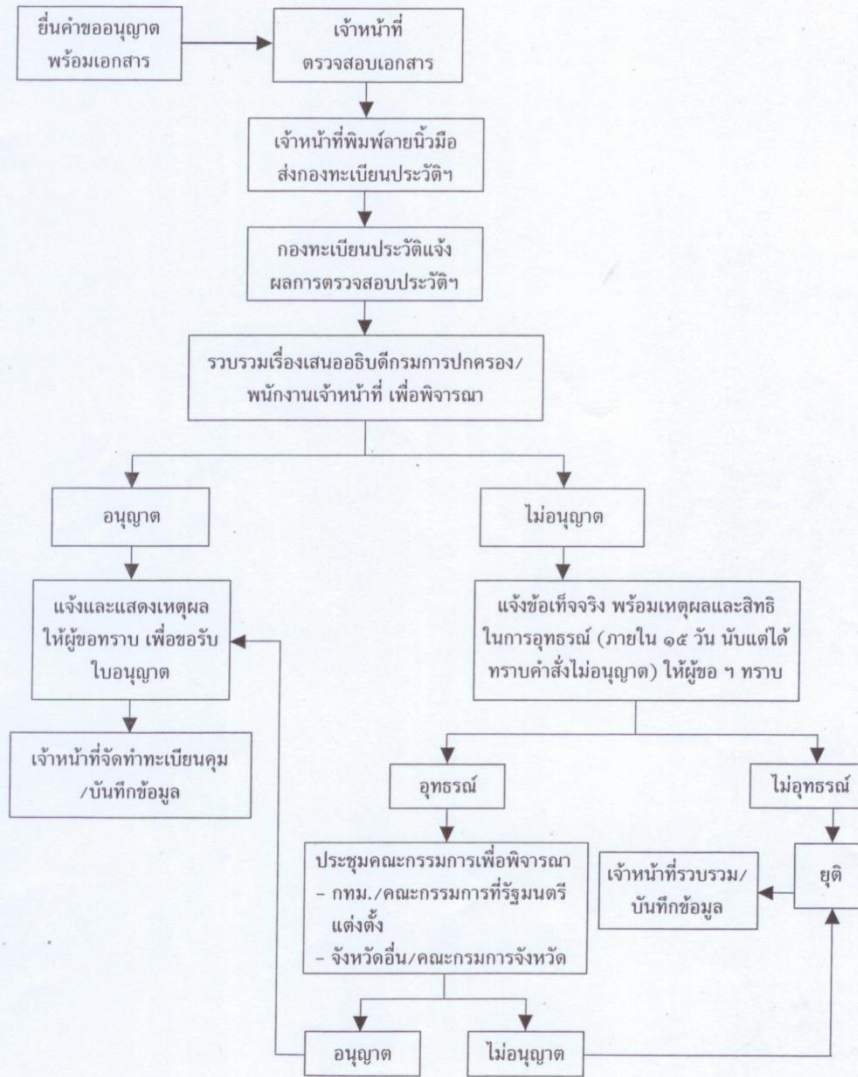 ยื่นคำขออนุญาต
พร้อมเอกสาร
เจ้าหน้าที่
ตรวจสอบเอกสาร
เจ้าหน้าที่พิมพ์ลายนิ้วมือ
ส่งกองทะเบียนประวัติฯ
กองทะเบียนประวัติแจ้ง
ผลการตรวจสอบประวัติฯ
รวบรวมเรื่องเสนออธิบดีกรมการปกครอง/
พนักงานเจ้าหน้าที่ เพื่อพิจารณา
อนุญาต
ไม่อนุญาต
แจ้งและแสดงเหตุผล
ให้ผู้ขอทราบ เพื่อขอรับ
ใบอนุญาต
แจ้งข้อเท็จจริง พร้อมเหตุผลและสิทธิ
ในการอุทธรณ์ (ภายใน ๑๕ วัน นับแต่ได้
ทราบคำสั่งไม่อนุญาต) ให้ผู้ขอ ฯ ทราบ
เจ้าหน้าที่จัดทำทะเบียนคุม
/บันทึกข้อมูล
อุทธรณ์
ไม่อุทธรณ์
ประชุมคณะกรรมการเพื่อพิจารณา
- กทม./คณะกรรมการที่รัฐมนตรี
แต่งตั้ง
- จังหวัดอื่น/คณะกรมการจังหวัด
เจ้าหน้าที่รวบรวม/
บันทึกข้อมูล
ยุติ
อนุญาต
ไม่อนุญาต